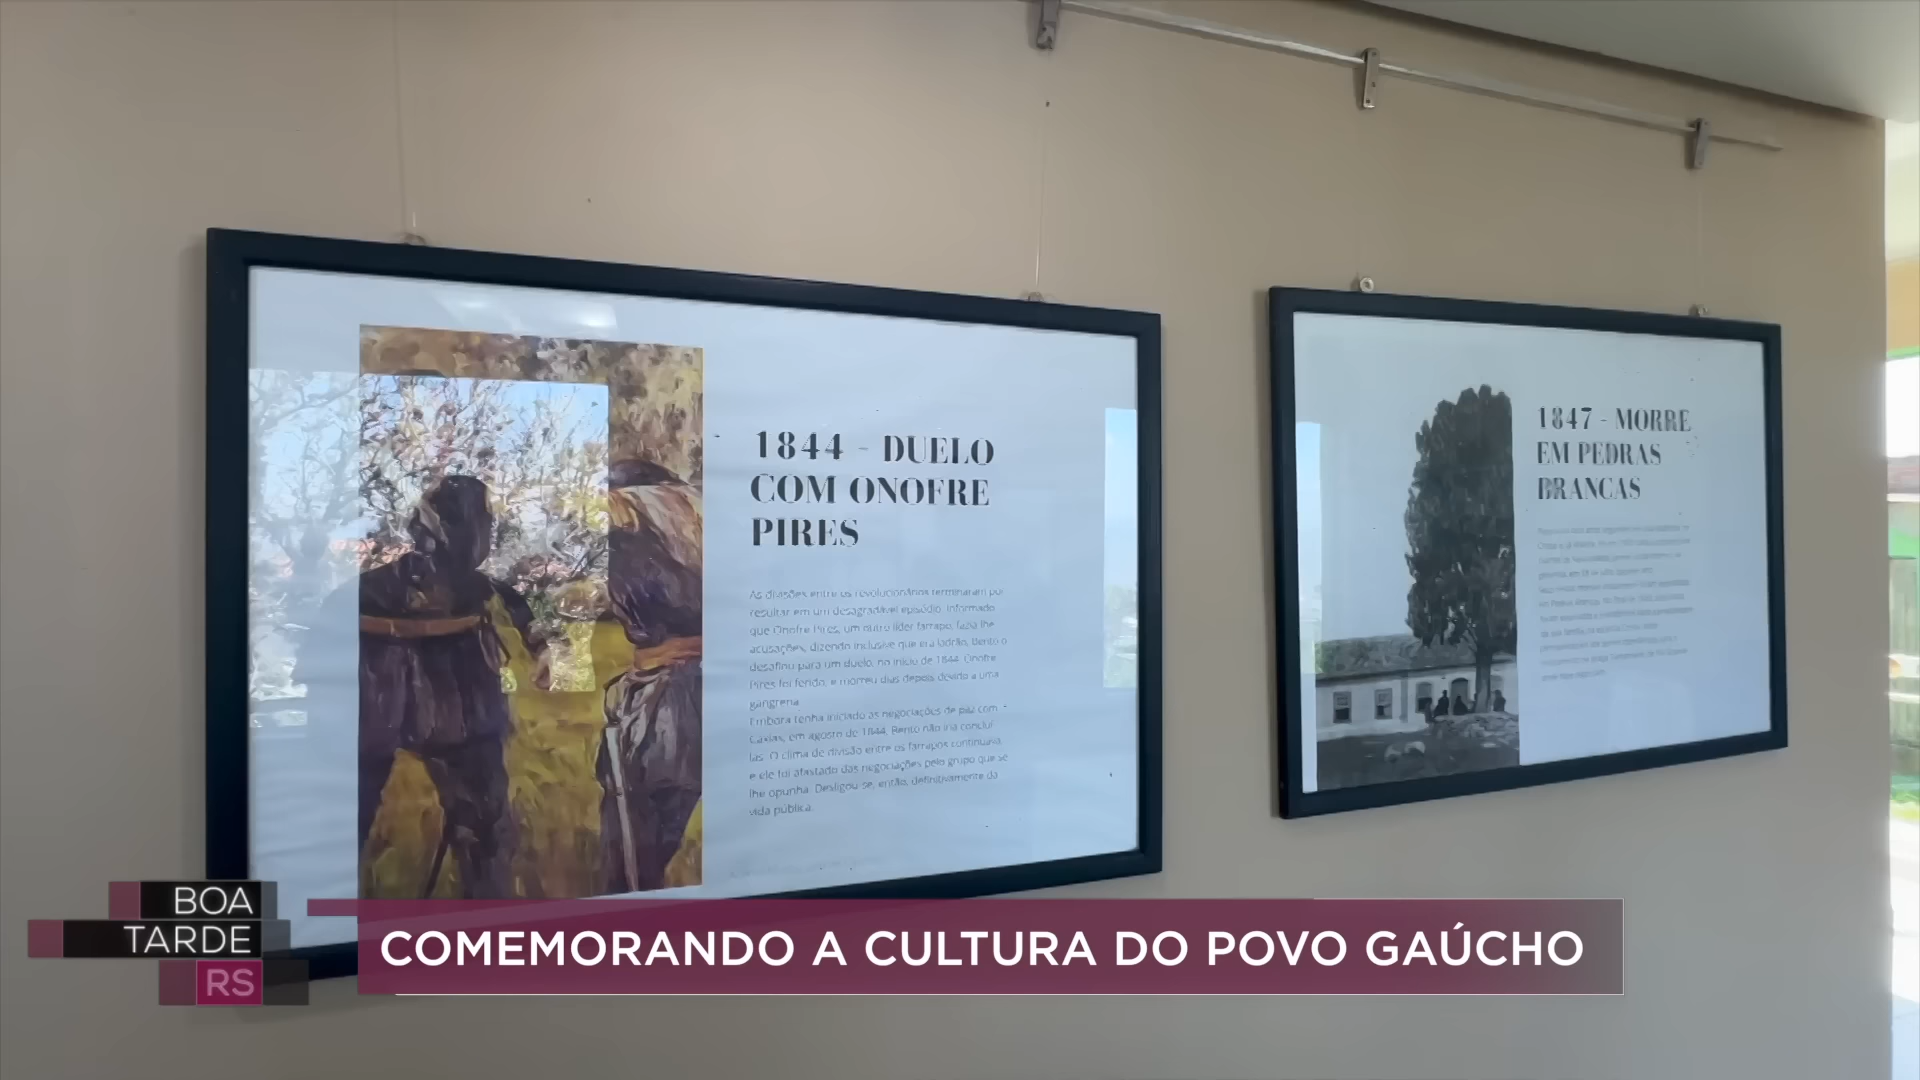 1844 - DUELO
COM ONOFRE
PIRES
As divisões entre os revolucionários terminaram por
resultar em um desagradável episódio. Informado
que Onofre Pires, um outro líder farrapo, fazia-lhe
acusações, dizendo inclusive que era ladrão, Bento o
desafiou para um duelo, no início de 1844. Onofre
Pires foi ferido, e morreu dias depois devido a uma
gangrena.
Embora tenha iniciado as negociações de paz com
Caxias, em agosto de 1844, Bento não iria concluí-
las. O clima de divisão entre os farrapos continuava,
e ele foi afastado das negociações pelo grupo que se
lhe opunha. Desligou-se, então, definitivamente da
vida pública.
1847 - MORRE
EM PEDRAS
BRANCAS
BOA
TARDE
RS
COMEMORANDO A CULTURA DO POVO GAÚCHO